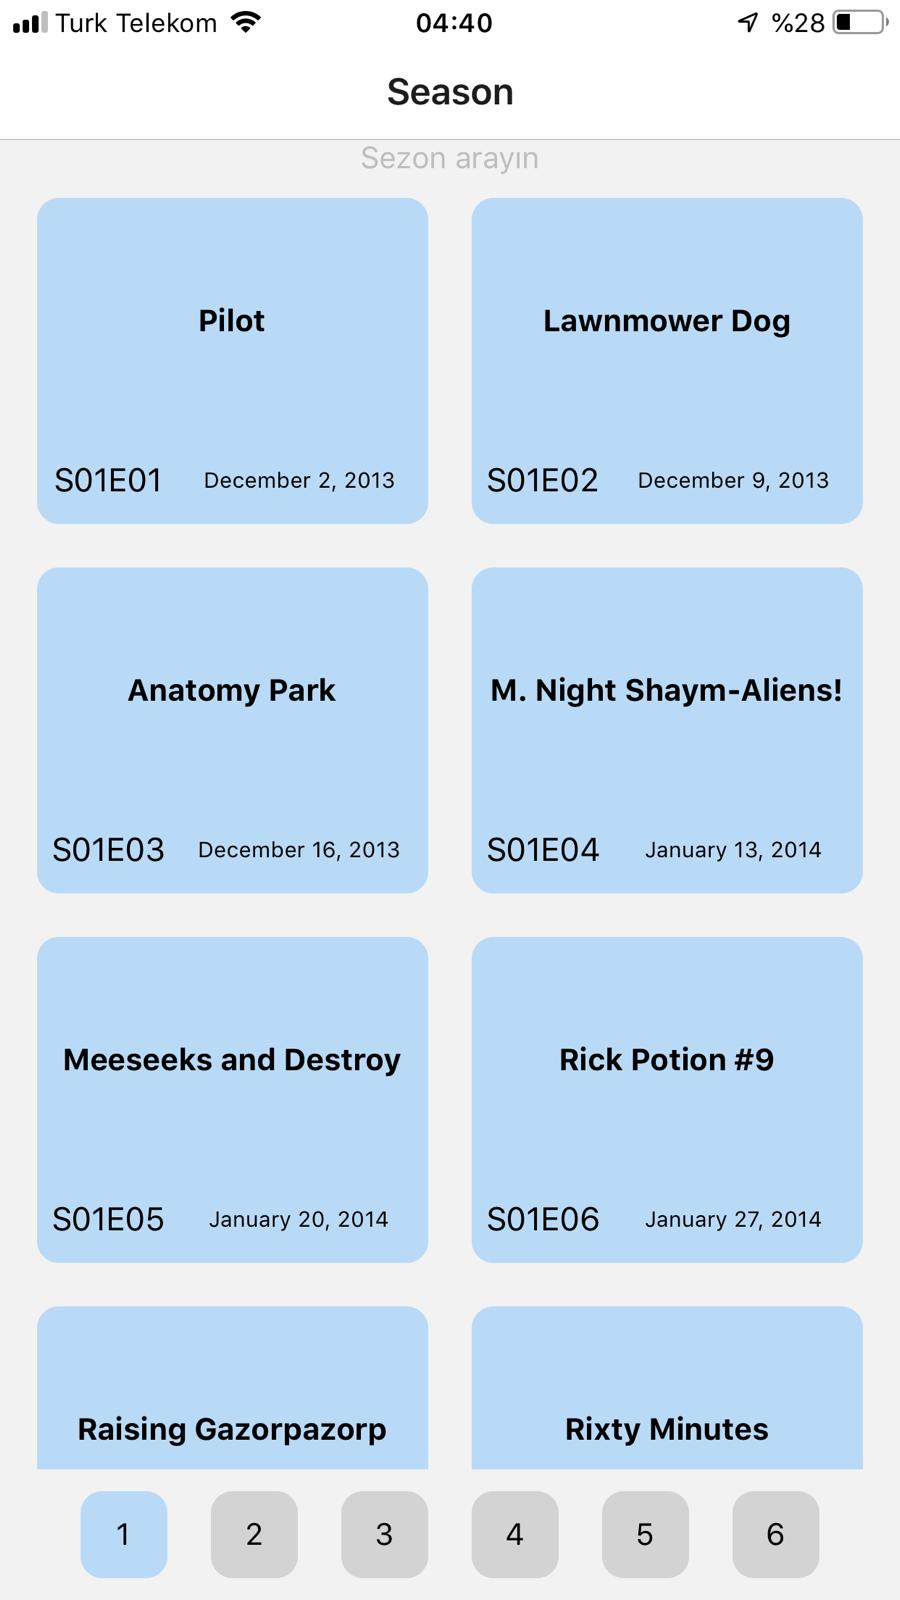 Turk Telekom 04:40 %28
Season
Sezon arayın
Pilot
S01E01 December 2, 2013
Lawnmower Dog
S01E02 December 9, 2013
Anatomy Park
S01E03 December 16, 2013
M. Night Shaym-Aliens!
S01E04 January 13, 2014
Meeseeks and Destroy
S01E05 January 20, 2014
Rick Potion #9
S01E06 January 27, 2014
Raising Gazorpazorp
Rixty Minutes
1 2 3 4 5 6